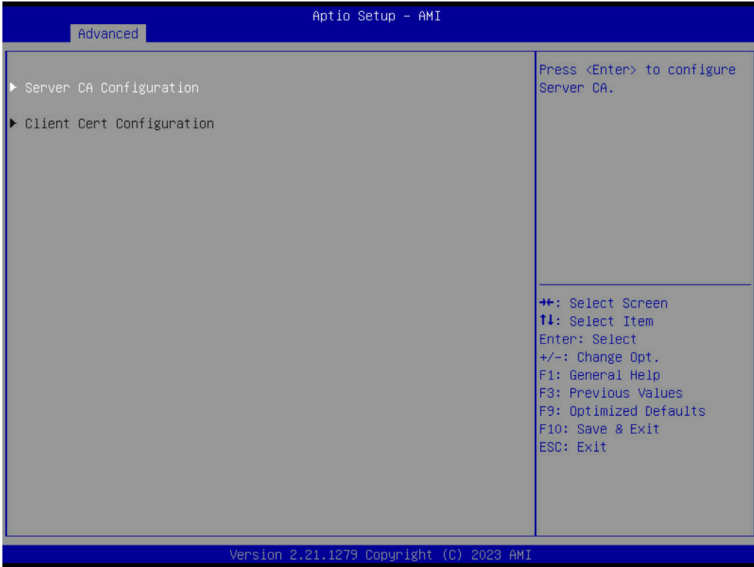 Aptio Setup – AMI
Advanced
Server CA Configuration
Client Cert Configuration
Press <Enter> to configure
Server CA.
→←: Select Screen
↑↓: Select Item
Enter: Select
+/-: Change Opt.
F1: General Help
F3: Previous Values
F9: Optimized Defaults
F10: Save & Exit
ESC: Exit
Version 2.21.1279 Copyright (C) 2023 AMI